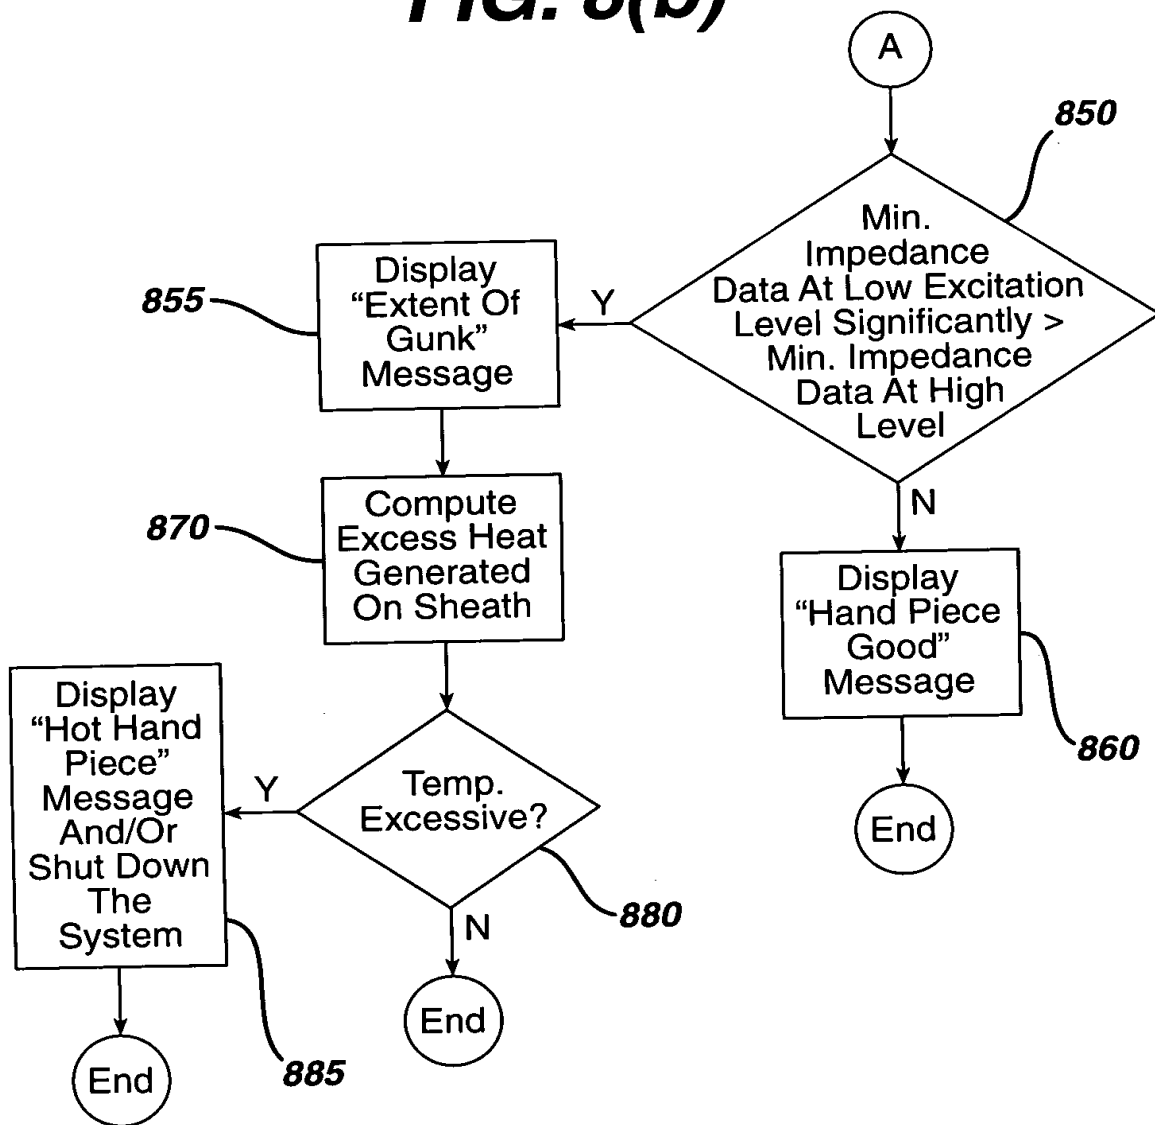 FIG. 8(b)
A
850
Min.
Impedance
Data At Low Excitation
Level Significantly >
Min. Impedance
Data At High
Level
Y
N
Display
“Extent Of
Gunk”
Message
855
Compute
Excess Heat
Generated
On Sheath
870
Display
“Hand Piece
Good”
Message
860
End
Temp.
Excessive?
880
Y
N
Display
“Hot Hand
Piece”
Message
And/Or
Shut Down
The
System
885
End
End